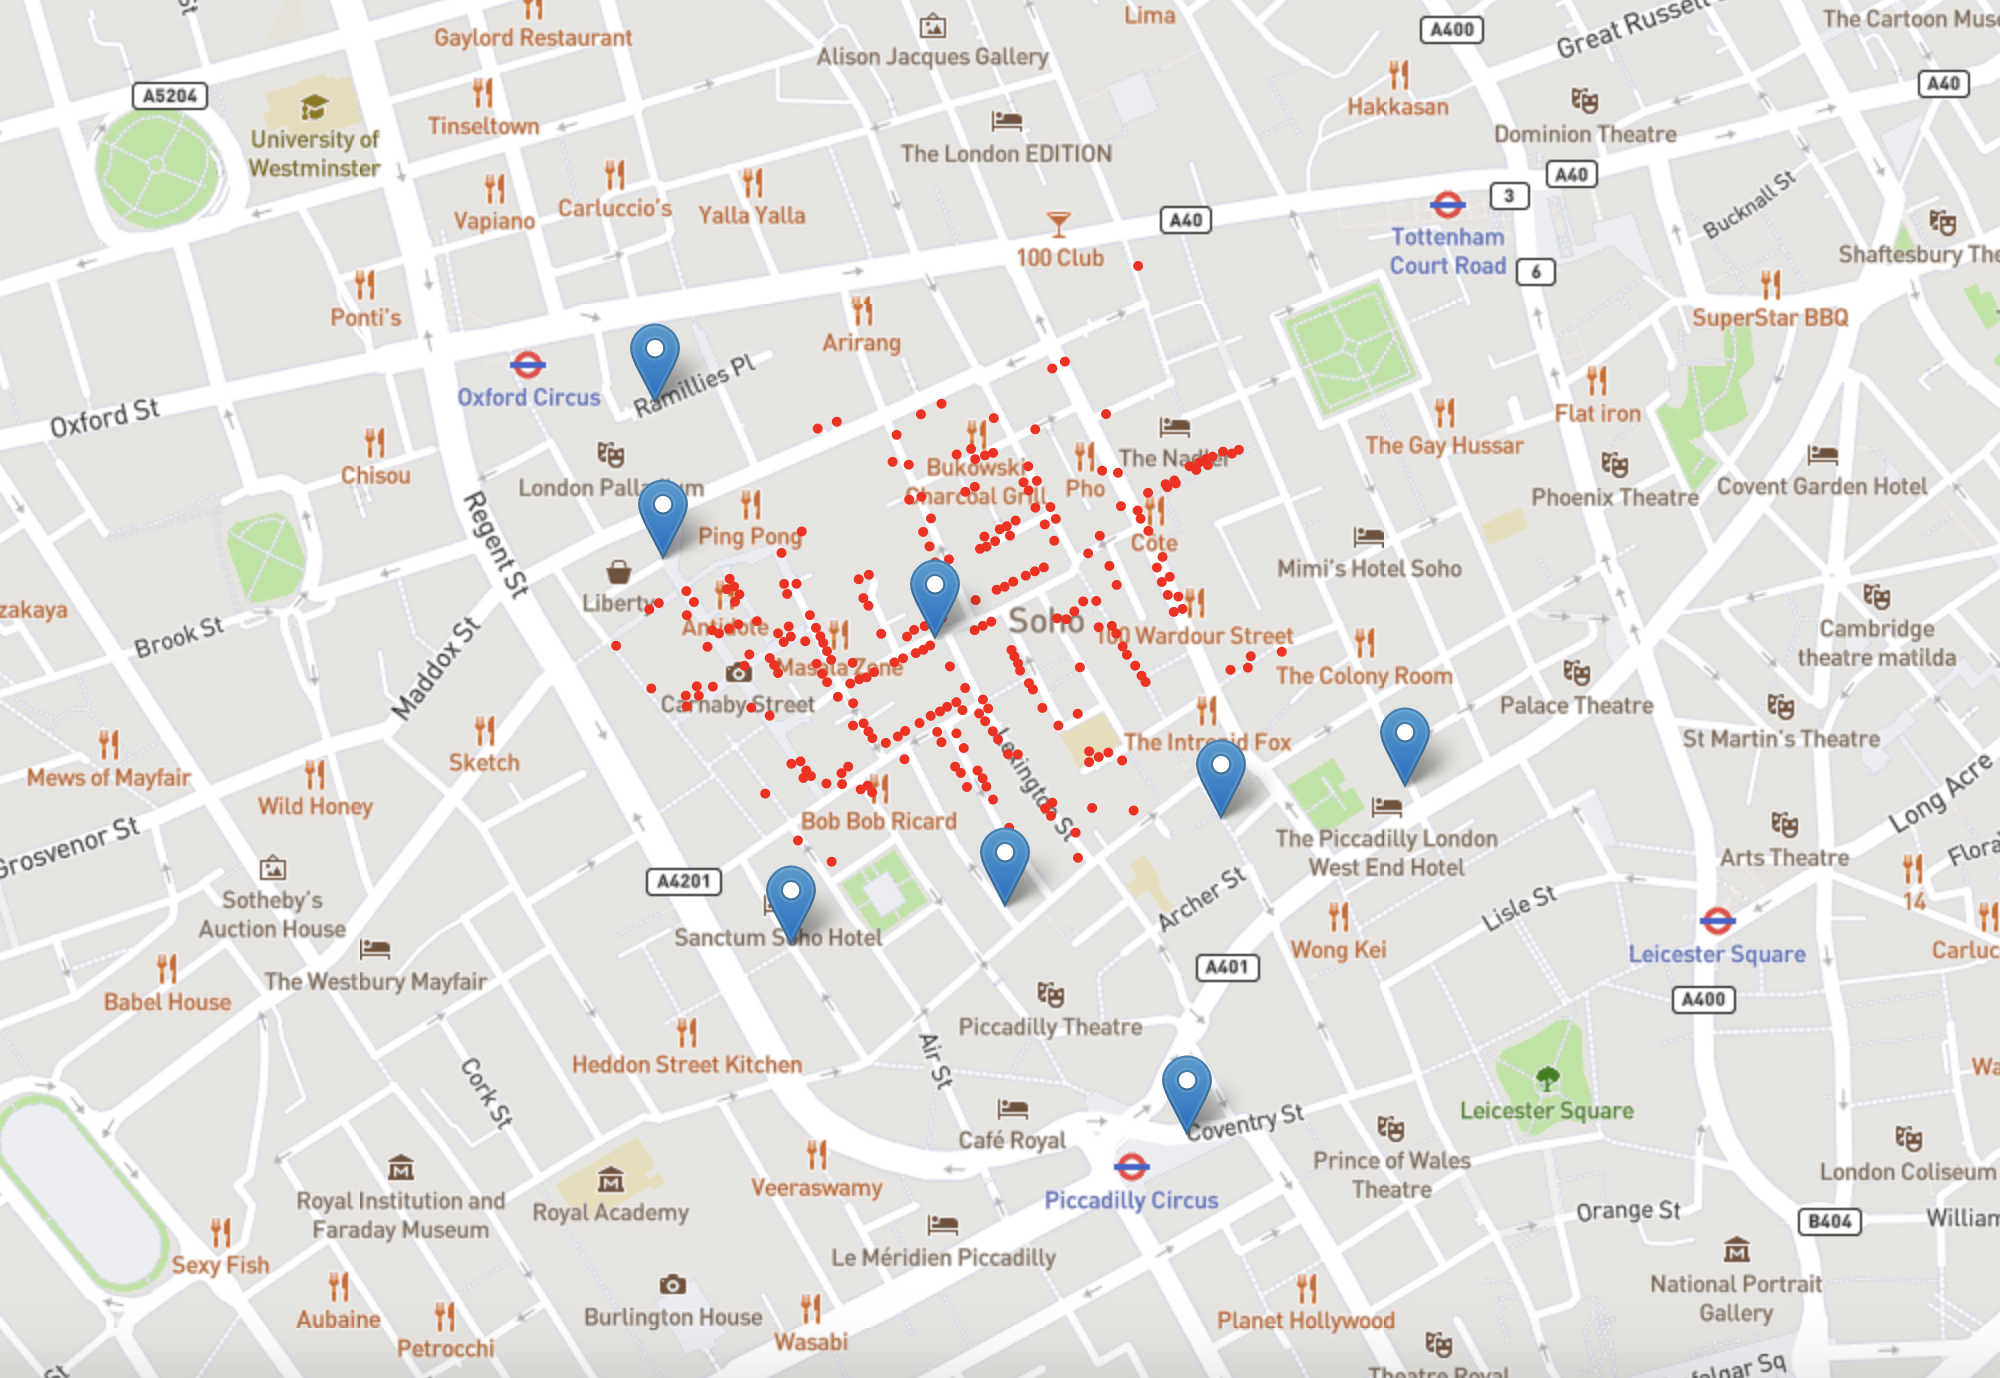 Gaylord Restaurant
Lima
A400
Great Russell
The Cartoon Mus
Alison Jacques Gallery
A5204
Hakkasan
A40
University of
Westminster
Tinseltown
The London EDITION
Dominion Theatre
Vapiano
Carluccio's
Yalla Yalla
A40
3
A40
Bucknall St
100 Club
Tottenham
Court Road
6
Shaftesbury The
Ponti's
Arirang
SuperStar BBQ
Oxford St
Oxford Circus
Ramillies Pl
Flat iron
Chisou
London Palladium
Bukowski
Charcoal Grill
Pho
The Nadler
The Gay Hussar
Phoenix Theatre
Covent Garden Hotel
Regent St
Ping Pong
Cote
Mimi's Hotel Soho
zakaya
Brook St
Liberty
Antidote
Soho
100 Wardour Street
Cambridge
theatre matilda
Maddox St
Masala Zone
Carnaby Street
The Colony Room
Palace Theatre
Mews of Mayfair
Sketch
Wild Honey
Lexington St
The Intrepid Fox
St Martin's Theatre
Long Acre
Grosvenor St
Bob Bob Ricard
The Piccadilly London
West End Hotel
Arts Theatre
Flora
A4201
Sotheby's
Auction House
Sanctum Soho Hotel
Archer St
Lisle St
14
The Westbury Mayfair
Wong Kei
Leicester Square
Carluc
Babel House
A401
A400
Piccadilly Theatre
Heddon Street Kitchen
Air St
Cork St
Leicester Square
Wa
Café Royal
Coventry St
Prince of Wales
Theatre
London Coliseum
Royal Institution and
Faraday Museum
Royal Academy
Veeraswamy
Piccadilly Circus
Orange St
B404
William
Sexy Fish
Le Méridien Piccadilly
National Portrait
Gallery
Aubaine
Petrocchi
Burlington House
Wasabi
Planet Hollywood
Theatre Royal
falgar Sq
St